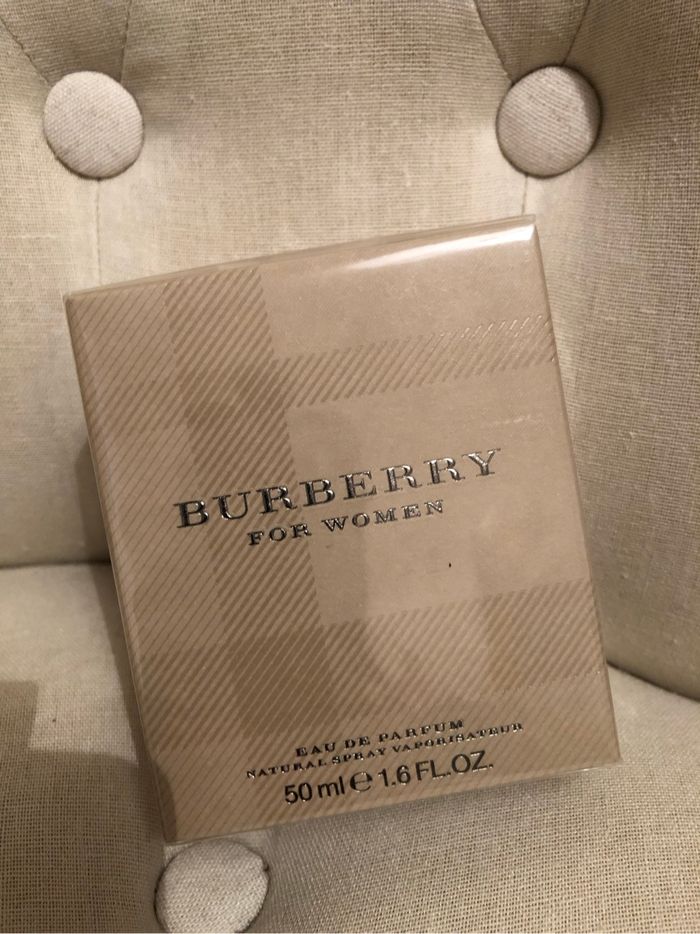 BURBERRY
FOR WOMEN
EAU DE PARFUM
NATURAL SPRAY VAPORISATEUR
50 ml ℮ 1.6 FL.OZ.